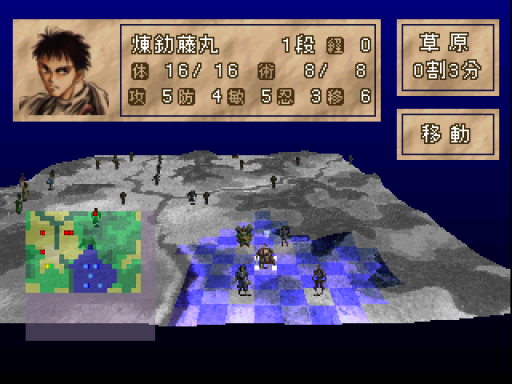 煉釛藤丸 1段 経 0
体 16/ 16 術 8/ 8
攻 5 防 4 敏 5 忍 3 移 6
草原
0割3分
移動